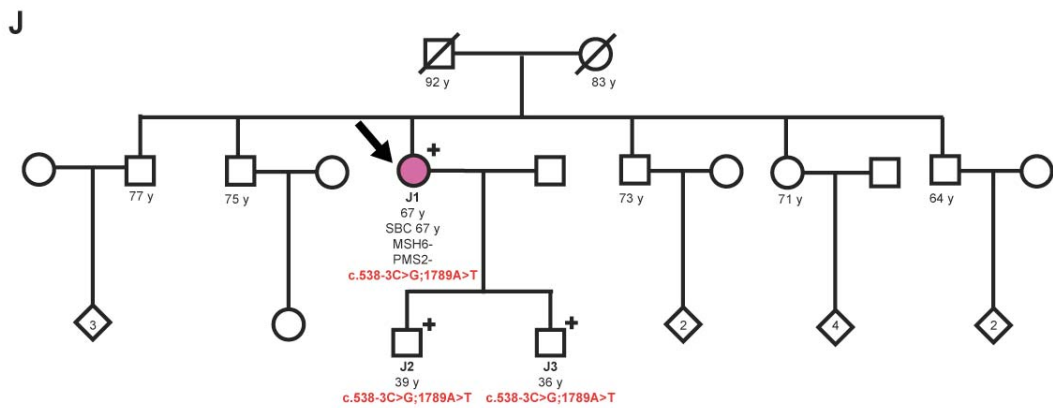 J
92 y
83 y
+
77 y
75 y
J1
67 y
SBC 67 y
MSH6-
PMS2-
c.538-3C>G;1789A>T
73 y
71 y
64 y
3
+
J2
39 y
c.538-3C>G;1789A>T
+
J3
36 y
c.538-3C>G;1789A>T
2
4
2